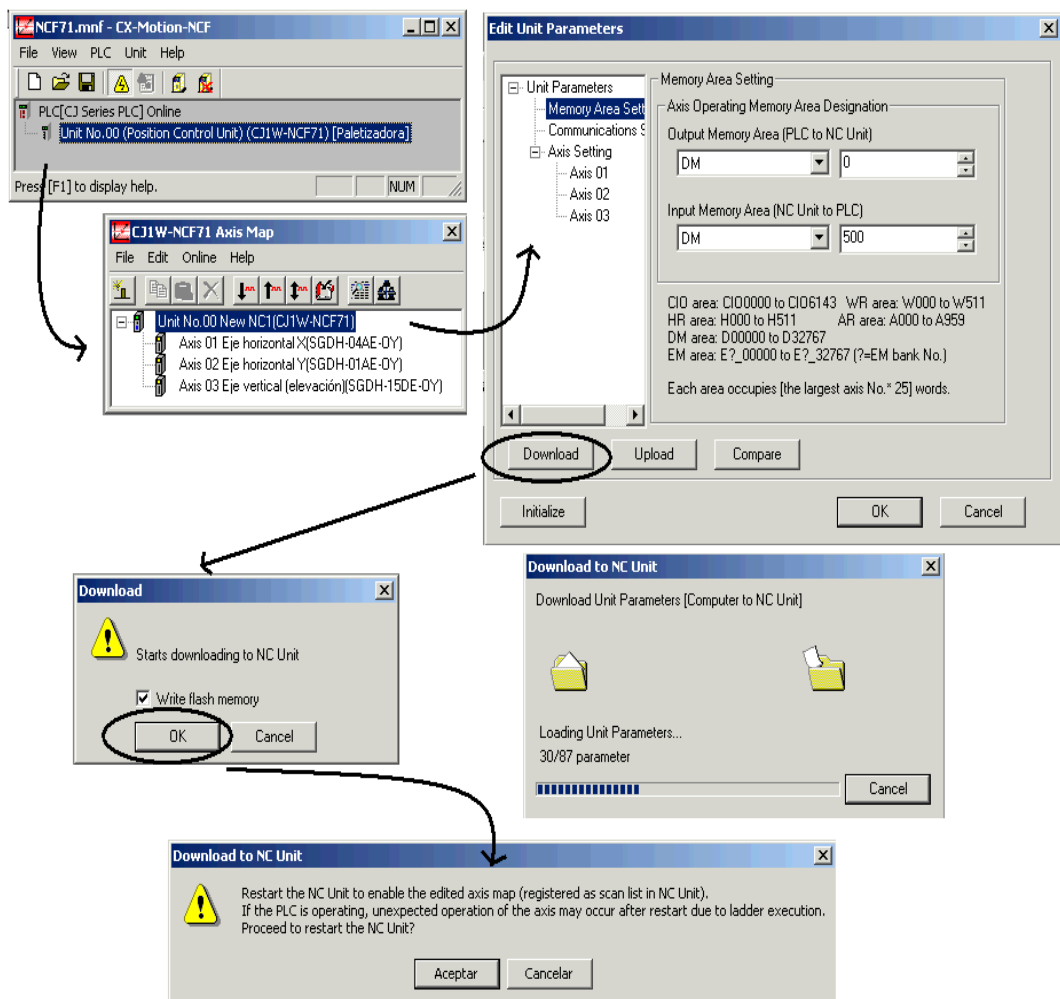 NCF71.mnf - CX-Motion-NCF
File View PLC Unit Help
PLC[CJ Series PLC] Online
Unit No.00 (Position Control Unit) (CJ1W-NCF71) [Paletizadora]
Press [F1] to display help.
NUM
CJ1W-NCF71 Axis Map
File Edit Online Help
Unit No.00 New NC1(CJ1W-NCF71)
Axis 01 Eje horizontal X(SGDH-04AE-0Y)
Axis 02 Eje horizontal Y(SGDH-01AE-0Y)
Axis 03 Eje vertical (elevación)(SGDH-15DE-0Y)
Edit Unit Parameters
Unit Parameters
Memory Area Sett
Communications S
Axis Setting
Axis 01
Axis 02
Axis 03
Memory Area Setting
Axis Operating Memory Area Designation
Output Memory Area (PLC to NC Unit)
DM 0
Input Memory Area (NC Unit to PLC)
DM 500
CIO area: CIO0000 to CIO6143 WR area: W000 to W511
HR area: H000 to H511 AR area: A000 to A959
DM area: D00000 to D32767
EM area: E?_00000 to E?_32767 (?=EM bank No.)
Each area occupies [the largest axis No.* 25] words.
Download Upload Compare
Initialize OK Cancel
Download
Starts downloading to NC Unit
Write flash memory
OK Cancel
Download to NC Unit
Download Unit Parameters [Computer to NC Unit]
Loading Unit Parameters...
30/87 parameter
Cancel
Download to NC Unit
Restart the NC Unit to enable the edited axis map (registered as scan list in NC Unit).
If the PLC is operating, unexpected operation of the axis may occur after restart due to ladder execution.
Proceed to restart the NC Unit?
Aceptar Cancelar